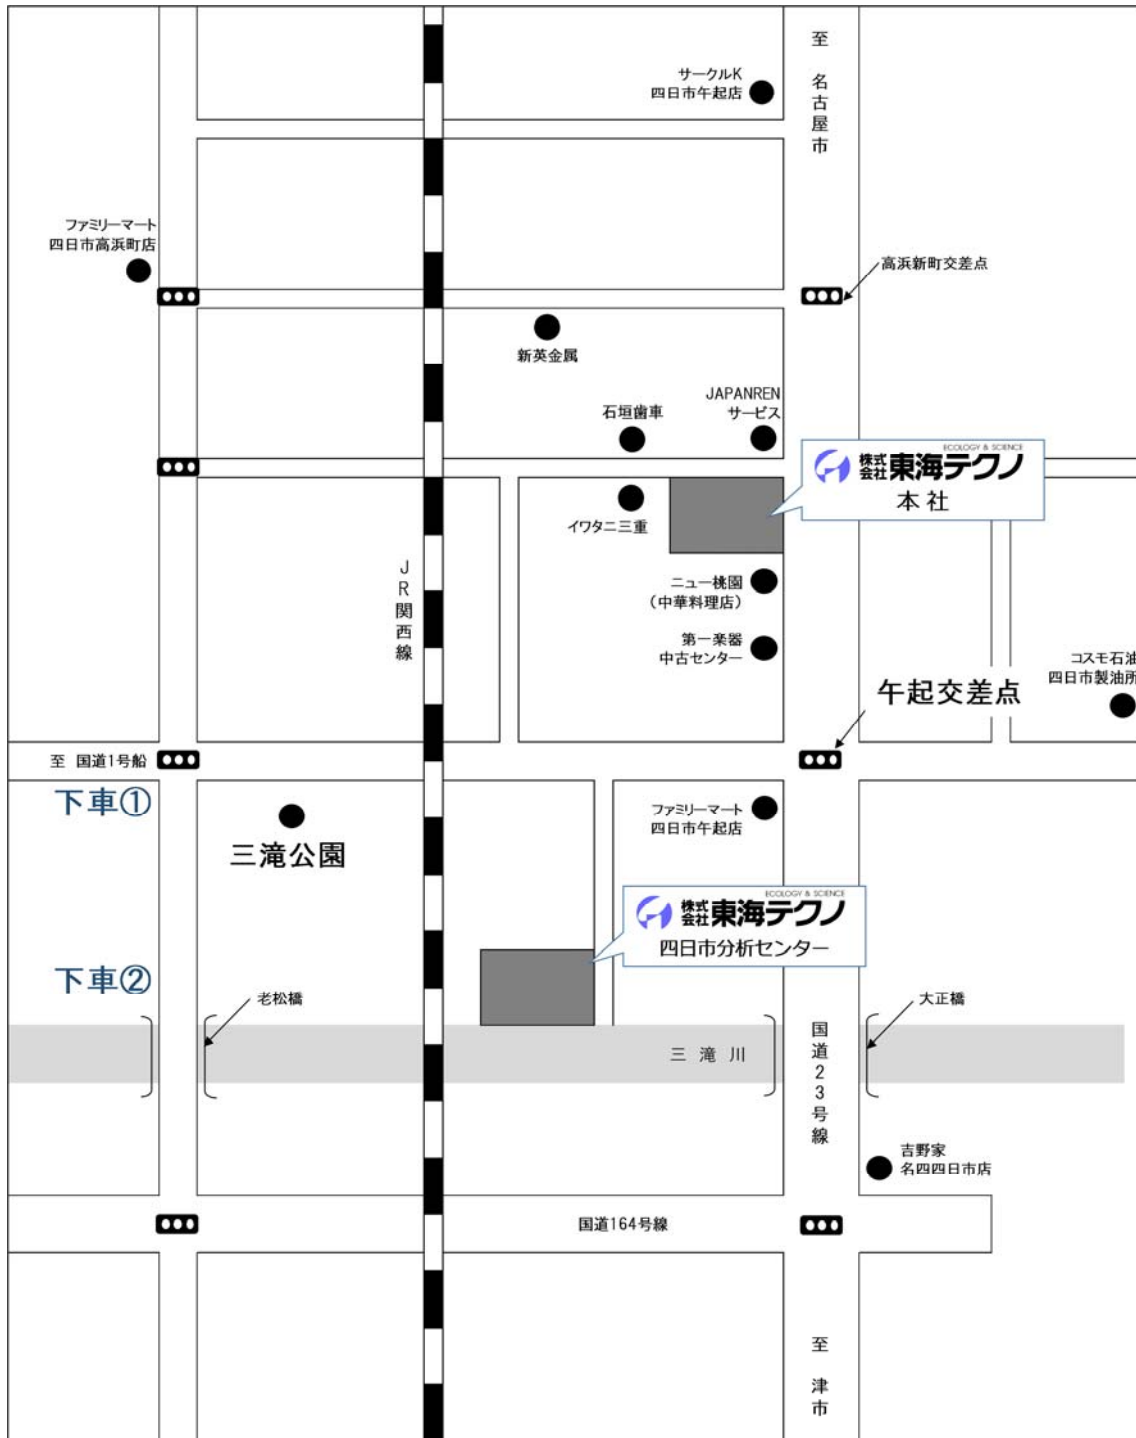 至 名古屋市
サークルK
四日市午起店
ファミリーマート
四日市高浜町店
高浜新町交差点
新英金属
JAPANREN
サービス
石垣歯車
ECOLOGY & SCIENCE
株式会社 東海テクノ
本社
イワタニ三重
JR関西線
ニュー桃園
（中華料理店）
第一楽器
中古センター
コスモ石油
四日市製油所
午起交差点
至 国道1号船
下車①
三滝公園
ファミリーマート
四日市午起店
ECOLOGY & SCIENCE
株式会社 東海テクノ
四日市分析センター
下車②
老松橋
大正橋
三滝川
国道23号線
吉野家
名四四日市店
国道164号線
至 津市